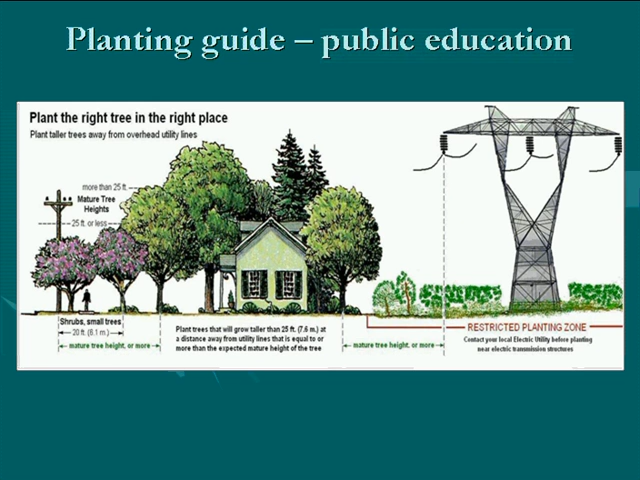 Planting guide – public education
Plant the right tree in the right place
Plant taller trees away from overhead utility lines
more than 25 ft.
Mature Tree
Heights
25 ft. or less
Shrubs, small trees
20 ft. (6.1 m.)
mature tree height, or more
Plant trees that will grow taller than 25 ft. (7.6 m.) at
a distance away from utility lines that is equal to or
more than the expected mature height of the tree
mature tree height, or more
RESTRICTED PLANTING ZONE
Contact your local Electric Utility before planting
near electric transmission structures